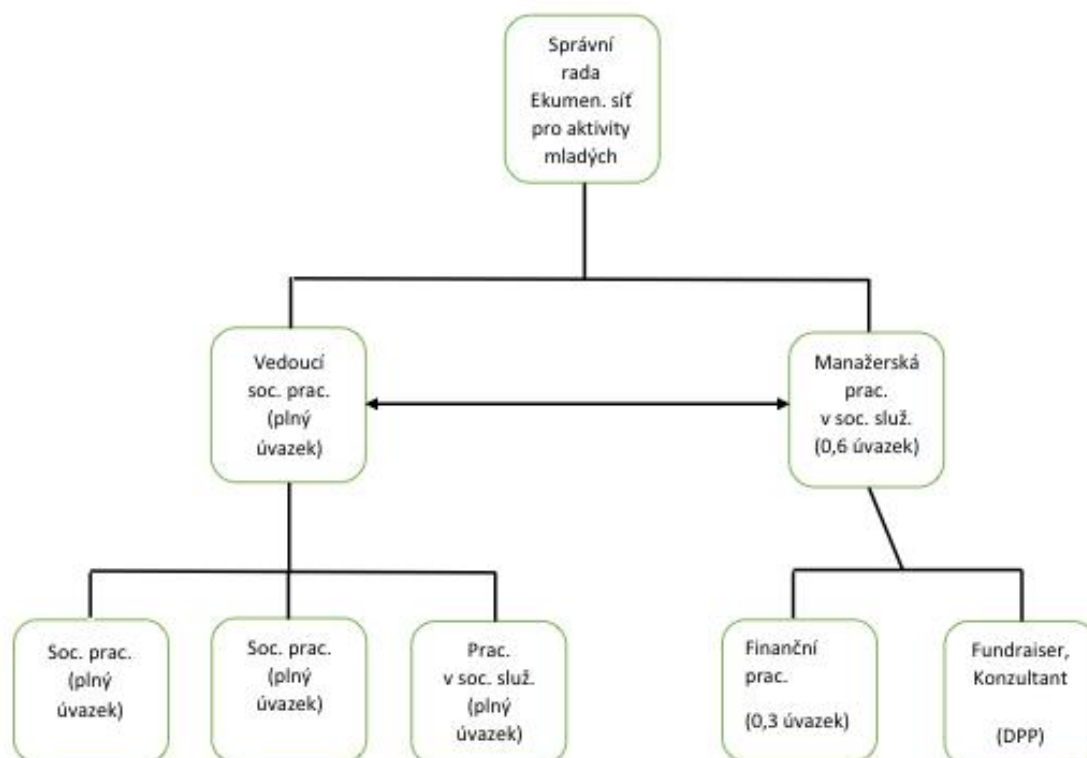 Správní
rada
Ekumen. síť
pro aktivity
mladých
Vedoucí
soc. prac.
(plný
úvazek)
Manažerská
prac.
v soc. služ.
(0,6 úvazek)
Soc. prac.
(plný
úvazek)
Soc. prac.
(plný
úvazek)
Prac.
v soc. služ.
(plný
úvazek)
Finanční
prac.
(0,3 úvazek)
Fundraiser,
Konzultant
(DPP)